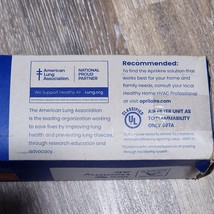 American
Lung
Association
NATIONAL
PROUD
PARTNER
We Support Healthy Air Lung.org
The American Lung Association
is the leading organization working
to save lives by improving lung
health and preventing lung disease,
through research education and
advocacy.
Recommended:
To find the Aprilaire solution that
works best for your home and
family needs, consult your local
Healthy Home HVAC Professional
or visit aprilaire.com
UL
AIR FILTER UNIT AS
TO FLAMMABILITY
ONLY